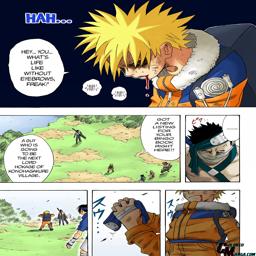 HAH...
HEY... YOU...
WHAT'S
LIFE
LIKE
WITHOUT
EYEBROWS,
FREAK?
GOT A
NEW
LISTING
FOR
YOUR
BINGO
BOOK
RIGHT
HERE!!
A GUY
WHO IS
GOING
TO BE
THE NEXT
LORD
HOKAGE OF
KONOHAGAKURE
VILLAGE.